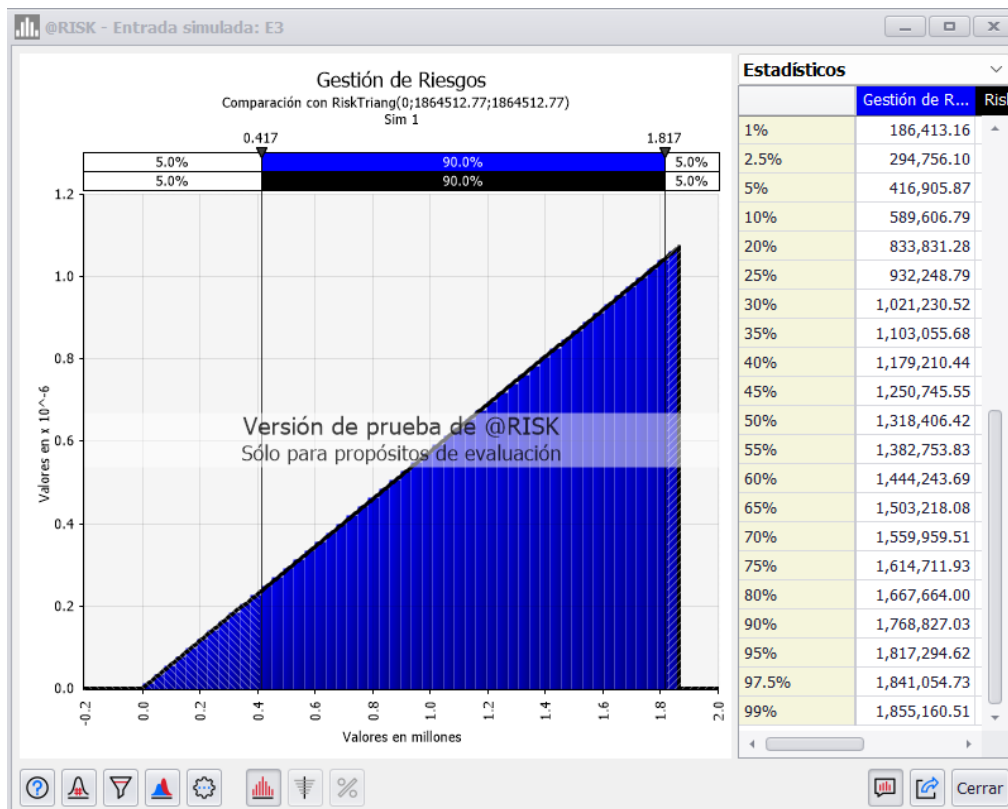 @RISK - Entrada simulada: E3
Gestión de Riesgos
Comparación con RiskTriang(0;1864512.77;1864512.77)
Sim 1
0.417 1.817
5.0% 90.0% 5.0%
5.0% 90.0% 5.0%
1.2
1.0
0.8
0.6
0.4
0.2
0.0
Valores en x 10^-6
Versión de prueba de @RISK
Sólo para propósitos de evaluación
-0.2 0.0 0.2 0.4 0.6 0.8 1.0 1.2 1.4 1.6 1.8 2.0
Valores en millones
Estadísticos
Gestión de R...
1% 186,413.16
2.5% 294,756.10
5% 416,905.87
10% 589,606.79
20% 833,831.28
25% 932,248.79
30% 1,021,230.52
35% 1,103,055.68
40% 1,179,210.44
45% 1,250,745.55
50% 1,318,406.42
55% 1,382,753.83
60% 1,444,243.69
65% 1,503,218.08
70% 1,559,959.51
75% 1,614,711.93
80% 1,667,664.00
90% 1,768,827.03
95% 1,817,294.62
97.5% 1,841,054.73
99% 1,855,160.51
Cerrar